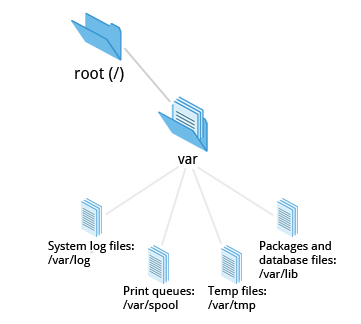 root (/)
var
System log files:
/var/log
Print queues:
/var/spool
Temp files:
/var/tmp
Packages and
database files:
/var/lib